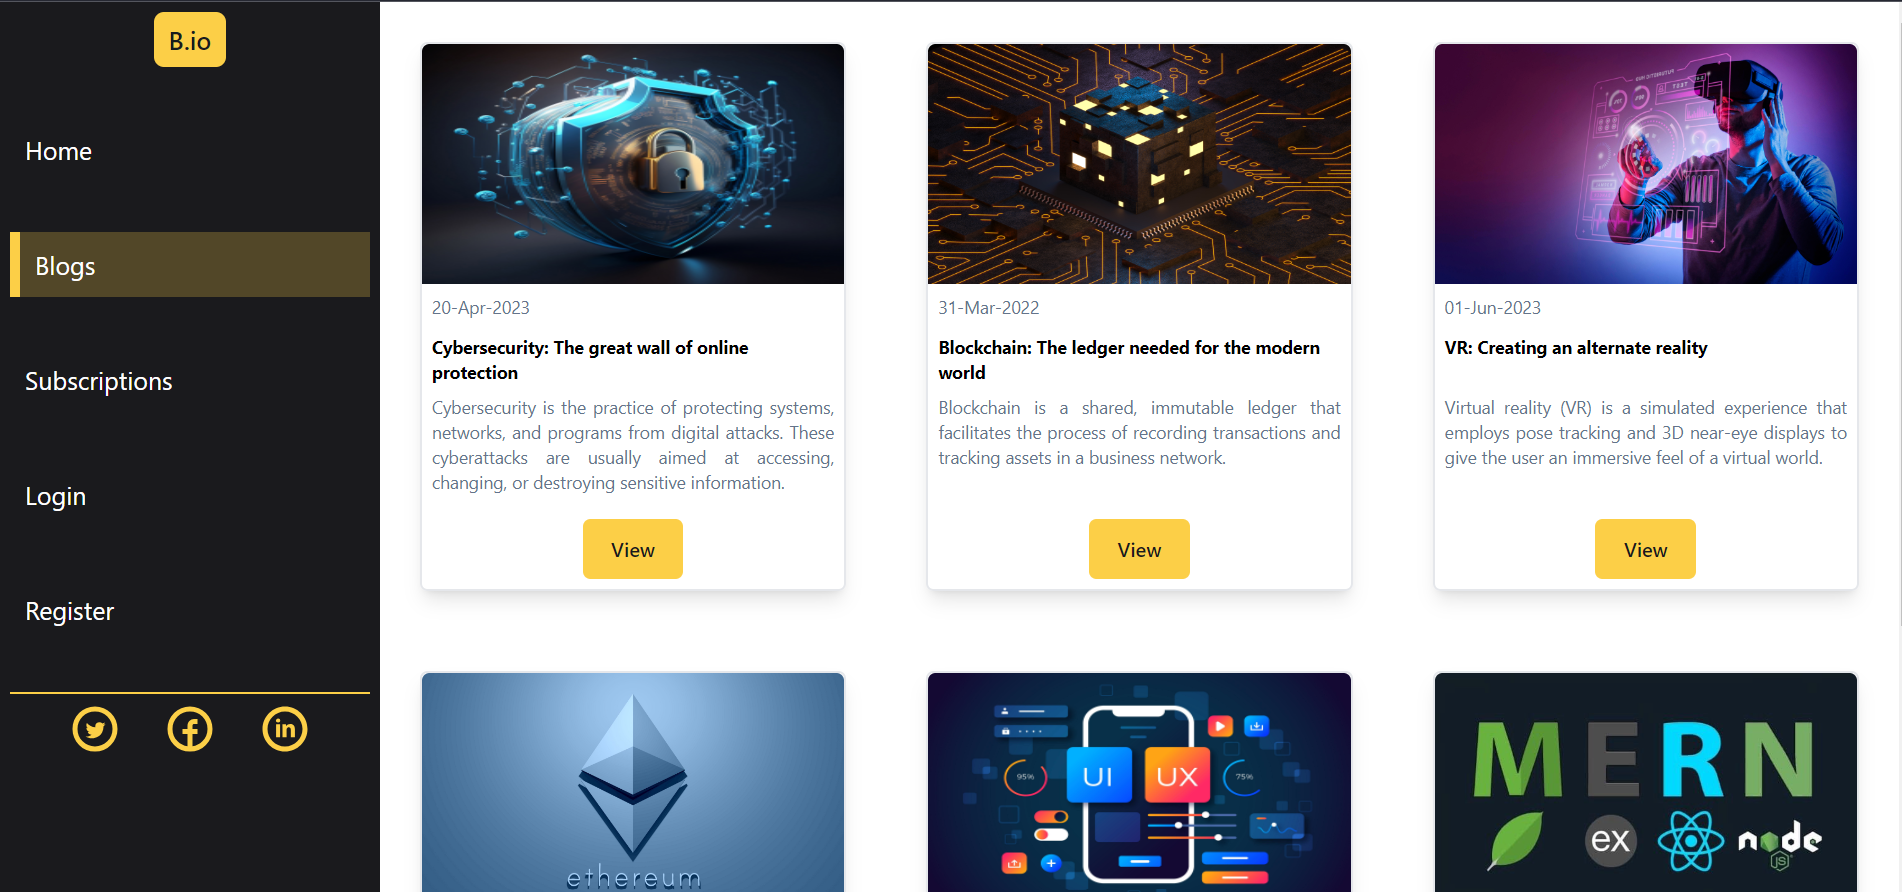 B.io
Home
Blogs
Subscriptions
Login
Register
20-Apr-2023
Cybersecurity: The great wall of online
protection
Cybersecurity is the practice of protecting systems,
networks, and programs from digital attacks. These
cyberattacks are usually aimed at accessing,
changing, or destroying sensitive information.
View
31-Mar-2022
Blockchain: The ledger needed for the modern
world
Blockchain is a shared, immutable ledger that
facilitates the process of recording transactions and
tracking assets in a business network.
View
TEXT
01-Jun-2023
VR: Creating an alternate reality
Virtual reality (VR) is a simulated experience that
employs pose tracking and 3D near-eye displays to
give the user an immersive feel of a virtual world.
View
ethereum
95%
UI
UX
75%
MERN
ex
node
JS